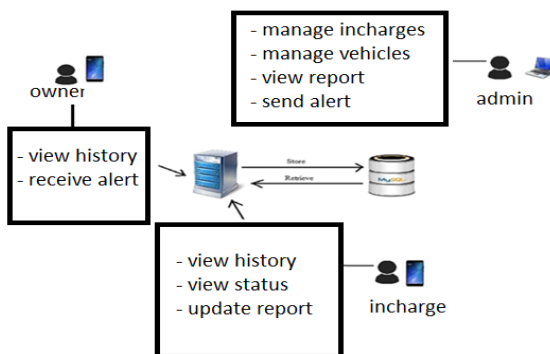 - manage incharges
- manage vehicles
- view report
- send alert
admin
owner
- view history
- receive alert
Store
Retrieve
MySQL
- view history
- view status
- update report
incharge